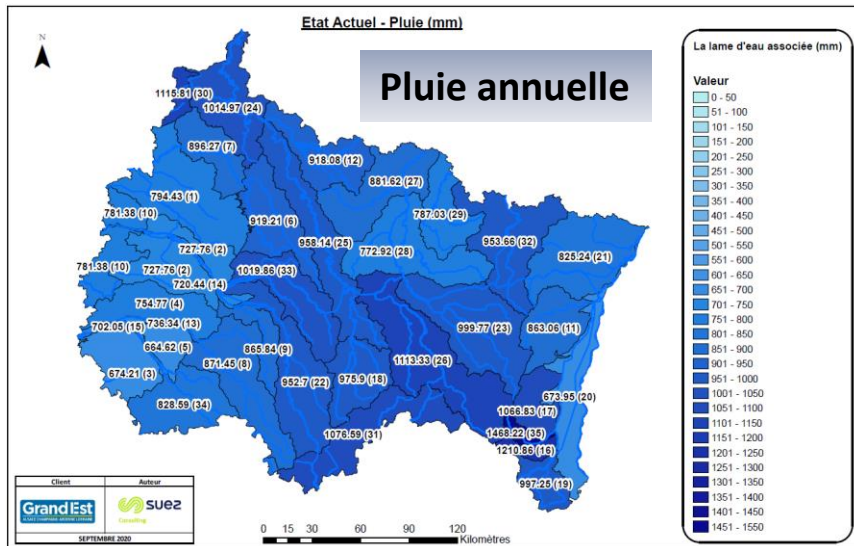 Etat Actuel - Pluie (mm)
N
Pluie annuelle
1115.81 (30)
1014.97 (24)
896.27 (7)
918.08 (12)
881.62 (27)
794.43 (1)
787.03 (29)
781.38 (10)
919.21 (6)
958.14 (25)
953.66 (32)
825.24 (21)
727.76 (2)
772.92 (28)
781.38 (10)
727.76 (2)
1019.86 (33)
720.44 (14)
754.77 (4)
702.05 (15)
736.34 (13)
999.77 (23)
863.06 (11)
664.62 (5)
865.84 (9)
871.45 (8)
1113.33 (26)
674.21 (3)
952.7 (22)
975.9 (18)
828.59 (34)
673.95 (20)
1066.83 (17)
1076.59 (31)
1468.22 (35)
1210.86 (16)
997.25 (19)
La lame d'eau associée (mm)
Valeur
0 - 50
51 - 100
101 - 150
151 - 200
201 - 250
251 - 300
301 - 350
351 - 400
401 - 450
451 - 500
501 - 550
551 - 600
601 - 650
651 - 700
701 - 750
751 - 800
801 - 850
851 - 900
901 - 950
951 - 1000
1001 - 1050
1051 - 1100
1101 - 1150
1151 - 1200
1201 - 1250
1251 - 1300
1301 - 1350
1351 - 1400
1401 - 1450
1451 - 1550
Client
Auteur
GrandEst
ALSACE CHAMPAGNE-ARDENNE LORRAINE
suez
Consulting
SEPTEMBRE 2020
0 15 30 60 90 120
Kilomètres